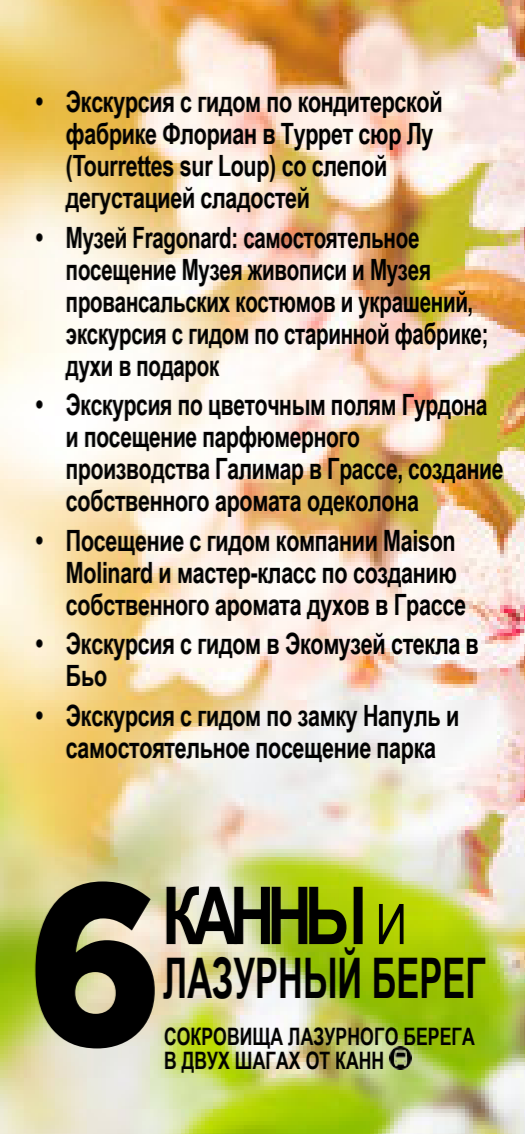 • Экскурсия с гидом по кондитерской
фабрике Флориан в Туррет сюр Лу
(Tourrettes sur Loup) со слепой
дегустацией сладостей
• Музей Fragonard: самостоятельное
посещение Музея живописи и Музея
провансальских костюмов и украшений,
экскурсия с гидом по старинной фабрике;
духи в подарок
• Экскурсия по цветочным полям Гурдона
и посещение парфюмерного
производства Галимар в Грассе, создание
собственного аромата одеколона
• Посещение с гидом компании Maison
Molinard и мастер-класс по созданию
собственного аромата духов в Грассе
• Экскурсия с гидом в Экомузей стекла в
Бьо
• Экскурсия с гидом по замку Напуль и
самостоятельное посещение парка
6 КАННЫ И
ЛАЗУРНЫЙ БЕРЕГ
СОКРОВИЩА ЛАЗУРНОГО БЕРЕГА
В ДВУХ ШАГАХ ОТ КАНН